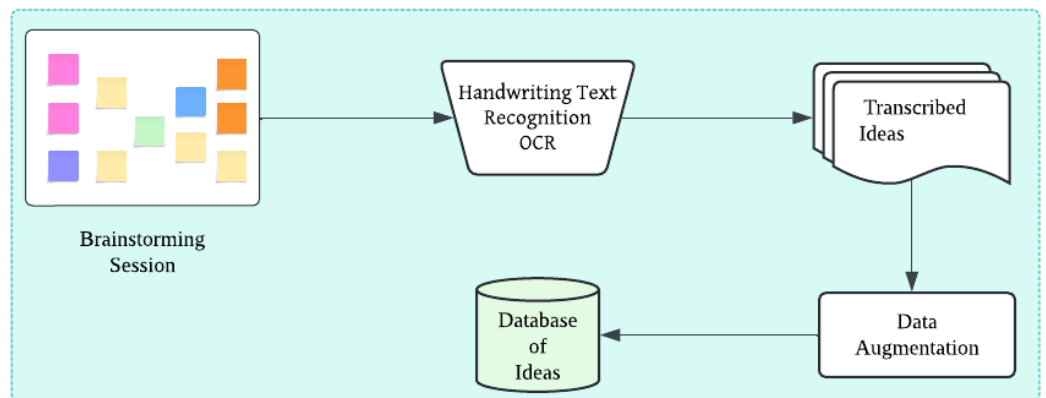 Brainstorming
Session
Handwriting Text
Recognition
OCR
Transcribed
Ideas
Data
Augmentation
Database
of
Ideas